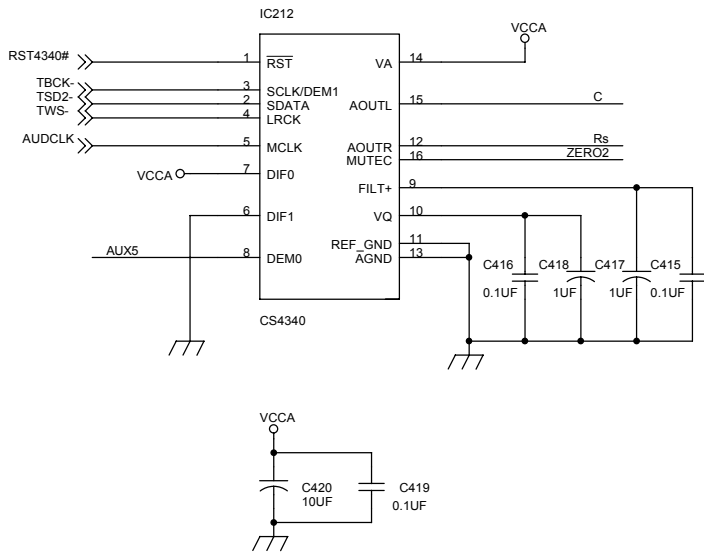 IC212
VCCA
RST4340#
1
RST
VA
14
TBCK-
3
SCLK/DEM1
TSD2-
2
SDATA
AOUTL
15
C
TWS-
4
LRCK
AUDCLK
5
MCLK
AOUTR
12
Rs
MUTEC
16
ZERO2
VCCA
7
DIF0
FILT+
9
6
DIF1
VQ
10
REF_GND
11
AUX5
8
DEM0
AGND
13
C416
C418
C417
C415
0.1UF
1UF
1UF
0.1UF
CS4340
VCCA
C420
C419
10UF
0.1UF